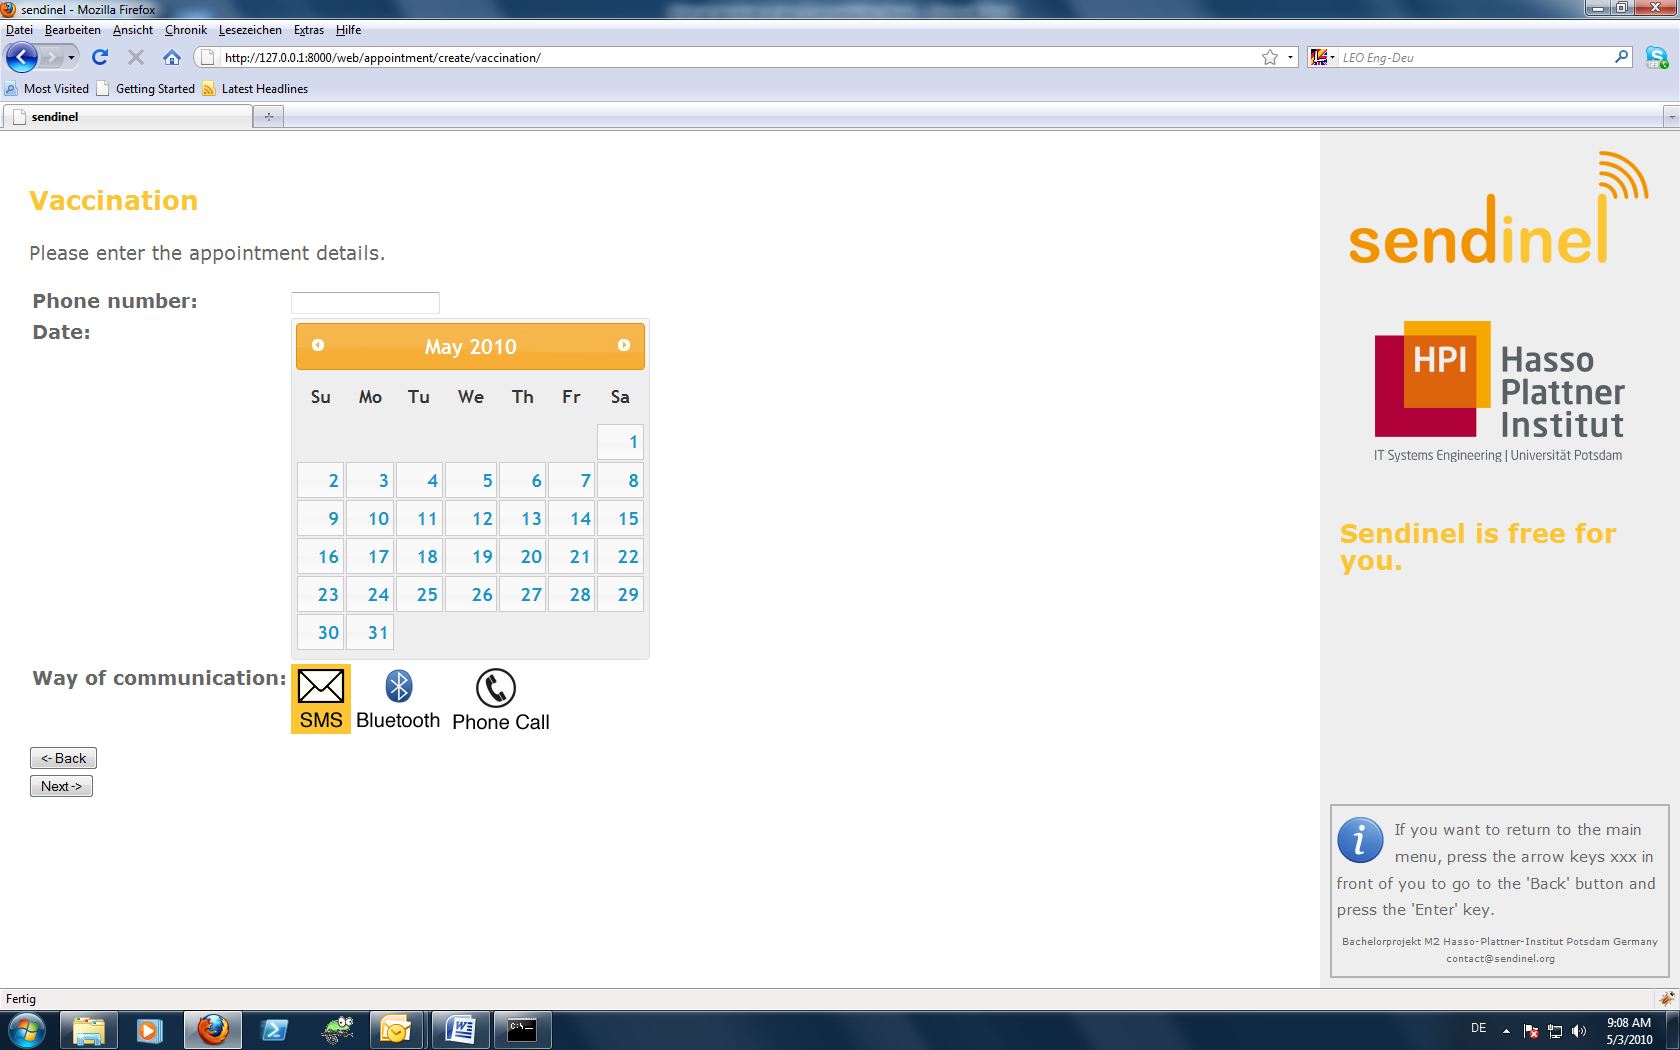 sendinel - Mozilla Firefox
Datei Bearbeiten Ansicht Chronik Lesezeichen Extras Hilfe
http://127.0.0.1:8000/web/appointment/create/vaccination/
LEO Eng-Deu
Most Visited Getting Started Latest Headlines
sendinel
Vaccination
Please enter the appointment details.
Phone number:
Date:
May 2010
Su Mo Tu We Th Fr Sa
1
2 3 4 5 6 7 8
9 10 11 12 13 14 15
16 17 18 19 20 21 22
23 24 25 26 27 28 29
30 31
Way of communication:
SMS Bluetooth Phone Call
<- Back
Next ->
sendinel
HPI Hasso
Plattner
Institut
IT Systems Engineering | Universität Potsdam
Sendinel is free for
you.
If you want to return to the main
menu, press the arrow keys xxx in
front of you to go to the 'Back' button and
press the 'Enter' key.
Bachelorprojekt M2 Hasso-Plattner-Institut Potsdam Germany
contact@sendinel.org
Fertig
DE
9:08 AM
5/3/2010